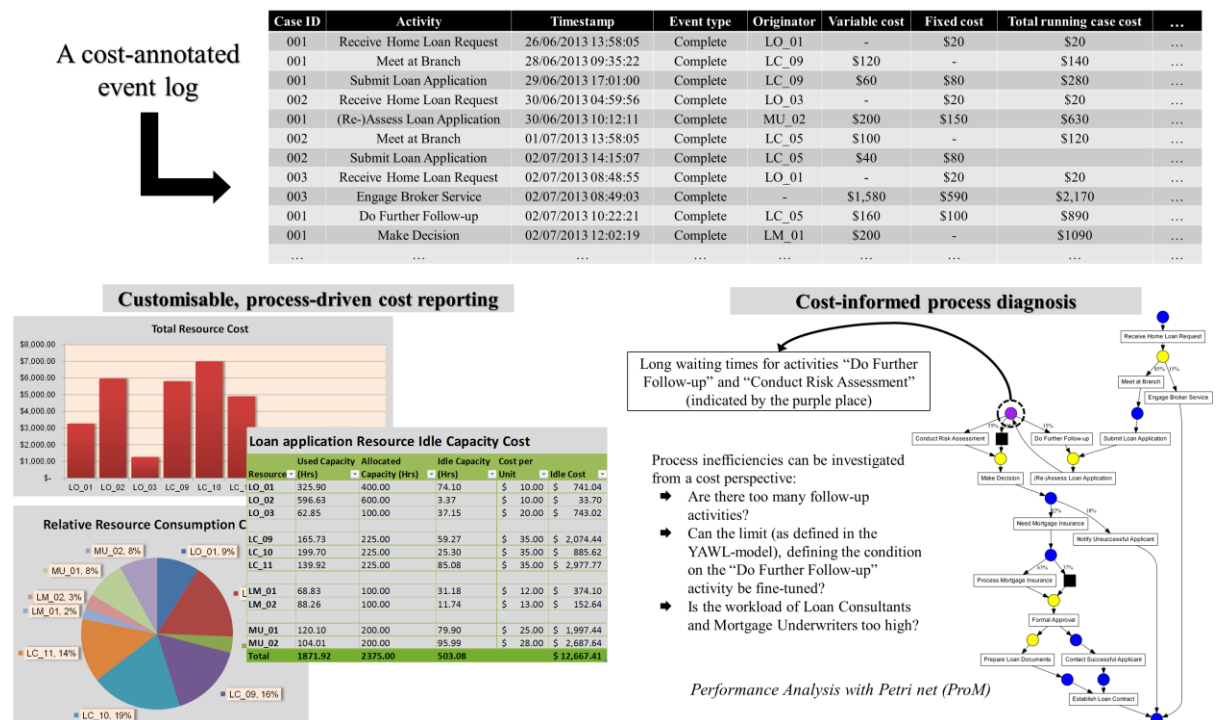 A cost-annotated
event log
Case ID Activity Timestamp Event type Originator Variable cost Fixed cost Total running case cost ...
001 Receive Home Loan Request 26/06/2013 13:58:05 Complete LO_01 - $20 $20 ...
001 Meet at Branch 28/06/2013 09:35:22 Complete LC_09 $120 - $140 ...
001 Submit Loan Application 29/06/2013 17:01:00 Complete LC_09 $60 $80 $280 ...
002 Receive Home Loan Request 30/06/2013 04:59:56 Complete LO_03 - $20 $20 ...
001 (Re-)Assess Loan Application 30/06/2013 10:12:11 Complete MU_02 $200 $150 $630 ...
002 Meet at Branch 01/07/2013 13:58:05 Complete LC_05 $100 - $120 ...
002 Submit Loan Application 02/07/2013 14:15:07 Complete LC_05 $40 $80 ...
003 Receive Home Loan Request 02/07/2013 08:48:55 Complete LO_01 - $20 $20 ...
003 Engage Broker Service 02/07/2013 08:49:03 Complete - $1,580 $590 $2,170 ...
001 Do Further Follow-up 02/07/2013 10:22:21 Complete LC_05 $160 $100 $890 ...
001 Make Decision 02/07/2013 12:02:19 Complete LM_01 $200 - $1090 ...
... ... ... ... ... ... ... ... ...
Customisable, process-driven cost reporting
Total Resource Cost
$8,000.00
$7,000.00
$6,000.00
$5,000.00
$4,000.00
$3,000.00
$2,000.00
$1,000.00
$-
LO_01 LO_02 LO_03 LC_09 LC_10
Loan application Resource Idle Capacity Cost
Used Capacity Allocated Idle Capacity Cost per
Resource (Hrs) Capacity (Hrs) (Hrs) Unit Idle Cost
LO_01 325.90 400.00 74.10 $ 10.00 $ 741.04
LO_02 596.63 600.00 3.37 $ 10.00 $ 33.70
LO_03 62.85 100.00 37.15 $ 20.00 $ 743.02
LC_09 165.73 225.00 59.27 $ 35.00 $ 2,074.44
LC_10 199.70 225.00 25.30 $ 35.00 $ 885.62
LC_11 139.92 225.00 85.08 $ 35.00 $ 2,977.77
LM_01 68.83 100.00 31.18 $ 12.00 $ 374.10
LM_02 88.26 100.00 11.74 $ 13.00 $ 152.64
MU_01 120.10 200.00 79.90 $ 25.00 $ 1,997.44
MU_02 104.01 200.00 95.99 $ 28.00 $ 2,687.64
Total 1871.92 2375.00 503.08 $ 12,667.41
Relative Resource Consumption C
MU_02, 8%
LO_01, 9%
MU_01, 8%
LM_02, 3%
LM_01, 2%
LC_11, 14%
LC_09, 16%
LC_10, 19%
Cost-informed process diagnosis
Long waiting times for activities “Do Further
Follow-up” and “Conduct Risk Assessment”
(indicated by the purple place)
Process inefficiencies can be investigated
from a cost perspective:
Are there too many follow-up
activities?
Can the limit (as defined in the
YAWL-model), defining the condition
on the “Do Further Follow-up”
activity be fine-tuned?
Is the workload of Loan Consultants
and Mortgage Underwriters too high?
Performance Analysis with Petri net (ProM)
Receive Home Loan Request
85% 15%
Meet at Branch
Engage Broker Service
Conduct Risk Assessment
Do Further Follow-up
Submit Loan Application
Make Decision
(Re-)Assess Loan Application
18%
Need Mortgage Insurance
Notify Unsuccessful Applicant
63% 37%
Process Mortgage Insurance
Formal Approval
Prepare Loan Documents
Contact Successful Applicant
Establish Loan Contract